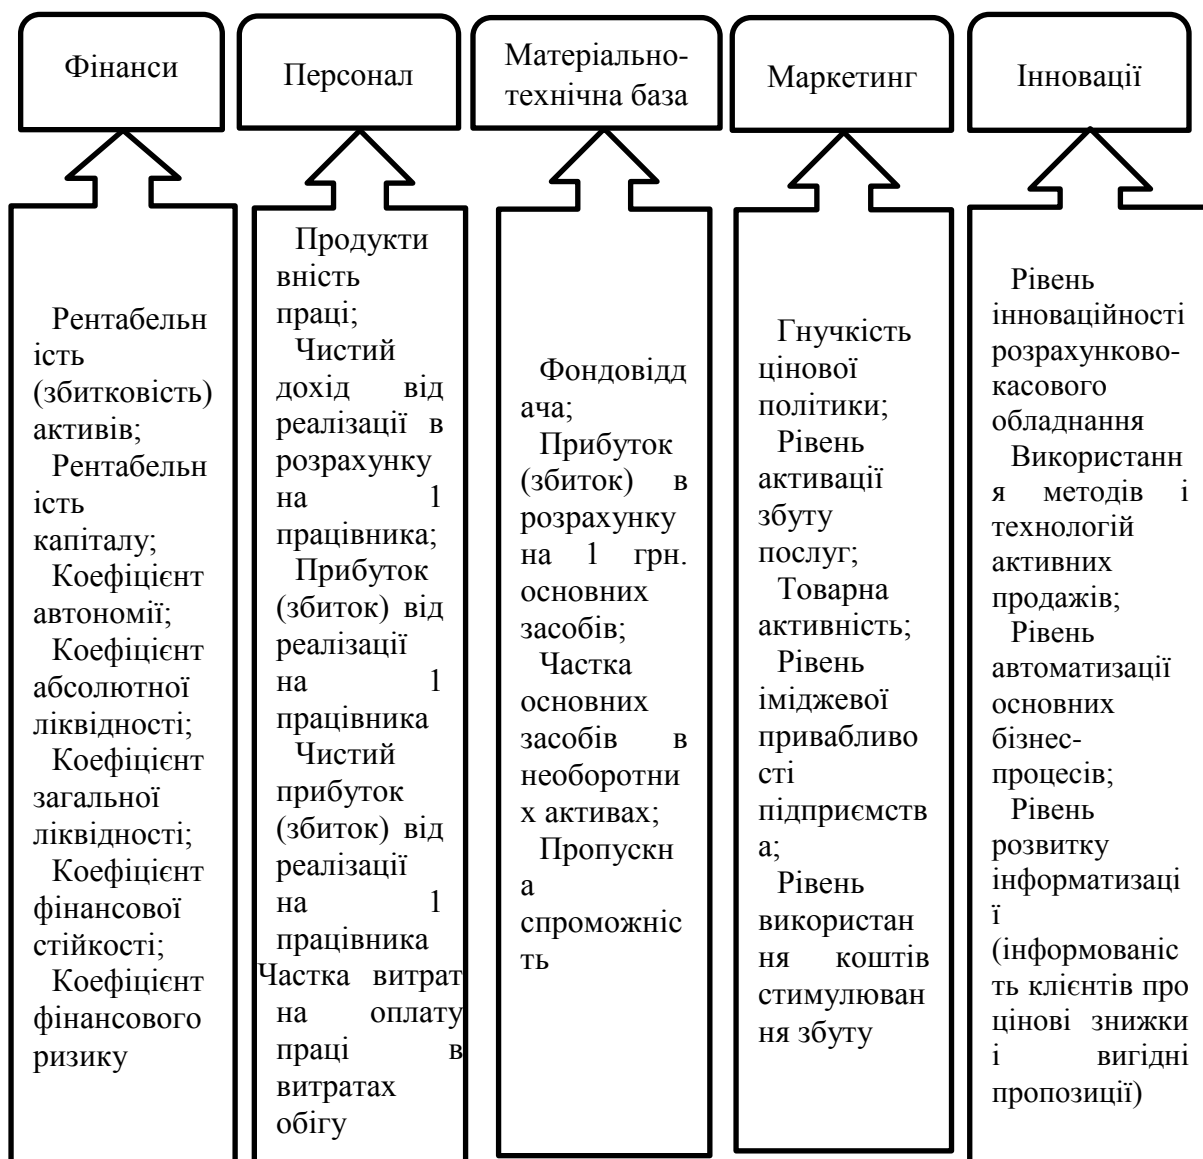 Фінанси
Персонал
Матеріально-
технічна база
Маркетинг
Інновації
Рентабельн
ість
(збитковість)
активів;
Рентабельн
ість
капіталу;
Коефіцієнт
автономії;
Коефіцієнт
абсолютної
ліквідності;
Коефіцієнт
загальної
ліквідності;
Коефіцієнт
фінансової
стійкості;
Коефіцієнт
фінансового
ризику
Продукти
вність
праці;
Чистий
дохід від
реалізації в
розрахунку
на 1
працівника;
Прибуток
(збиток) від
реалізації
на 1
працівника
Чистий
прибуток
(збиток) від
реалізації
на 1
працівника
Частка витрат
на оплату
праці в
витратах
обігу
Фондовідд
ача;
Прибуток
(збиток) в
розрахунку
на 1 грн.
основних
засобів;
Частка
основних
засобів в
необоротни
х активах;
Пропускн
а
спроможніс
ть
Гнучкість
цінової
політики;
Рівень
активації
збуту
послуг;
Товарна
активність;
Рівень
іміджевої
привабливо
сті
підприємств
а;
Рівень
використан
ня коштів
стимулюван
ня збуту
Рівень
інноваційності
розрахунково-
касового
обладнання
Використанн
я методів і
технологій
активних
продажів;
Рівень
автоматизації
основних
бізнес-
процесів;
Рівень
розвитку
інформатизаці
ї
(інформованіс
ть клієнтів про
цінові знижки
і вигідні
пропозиції)